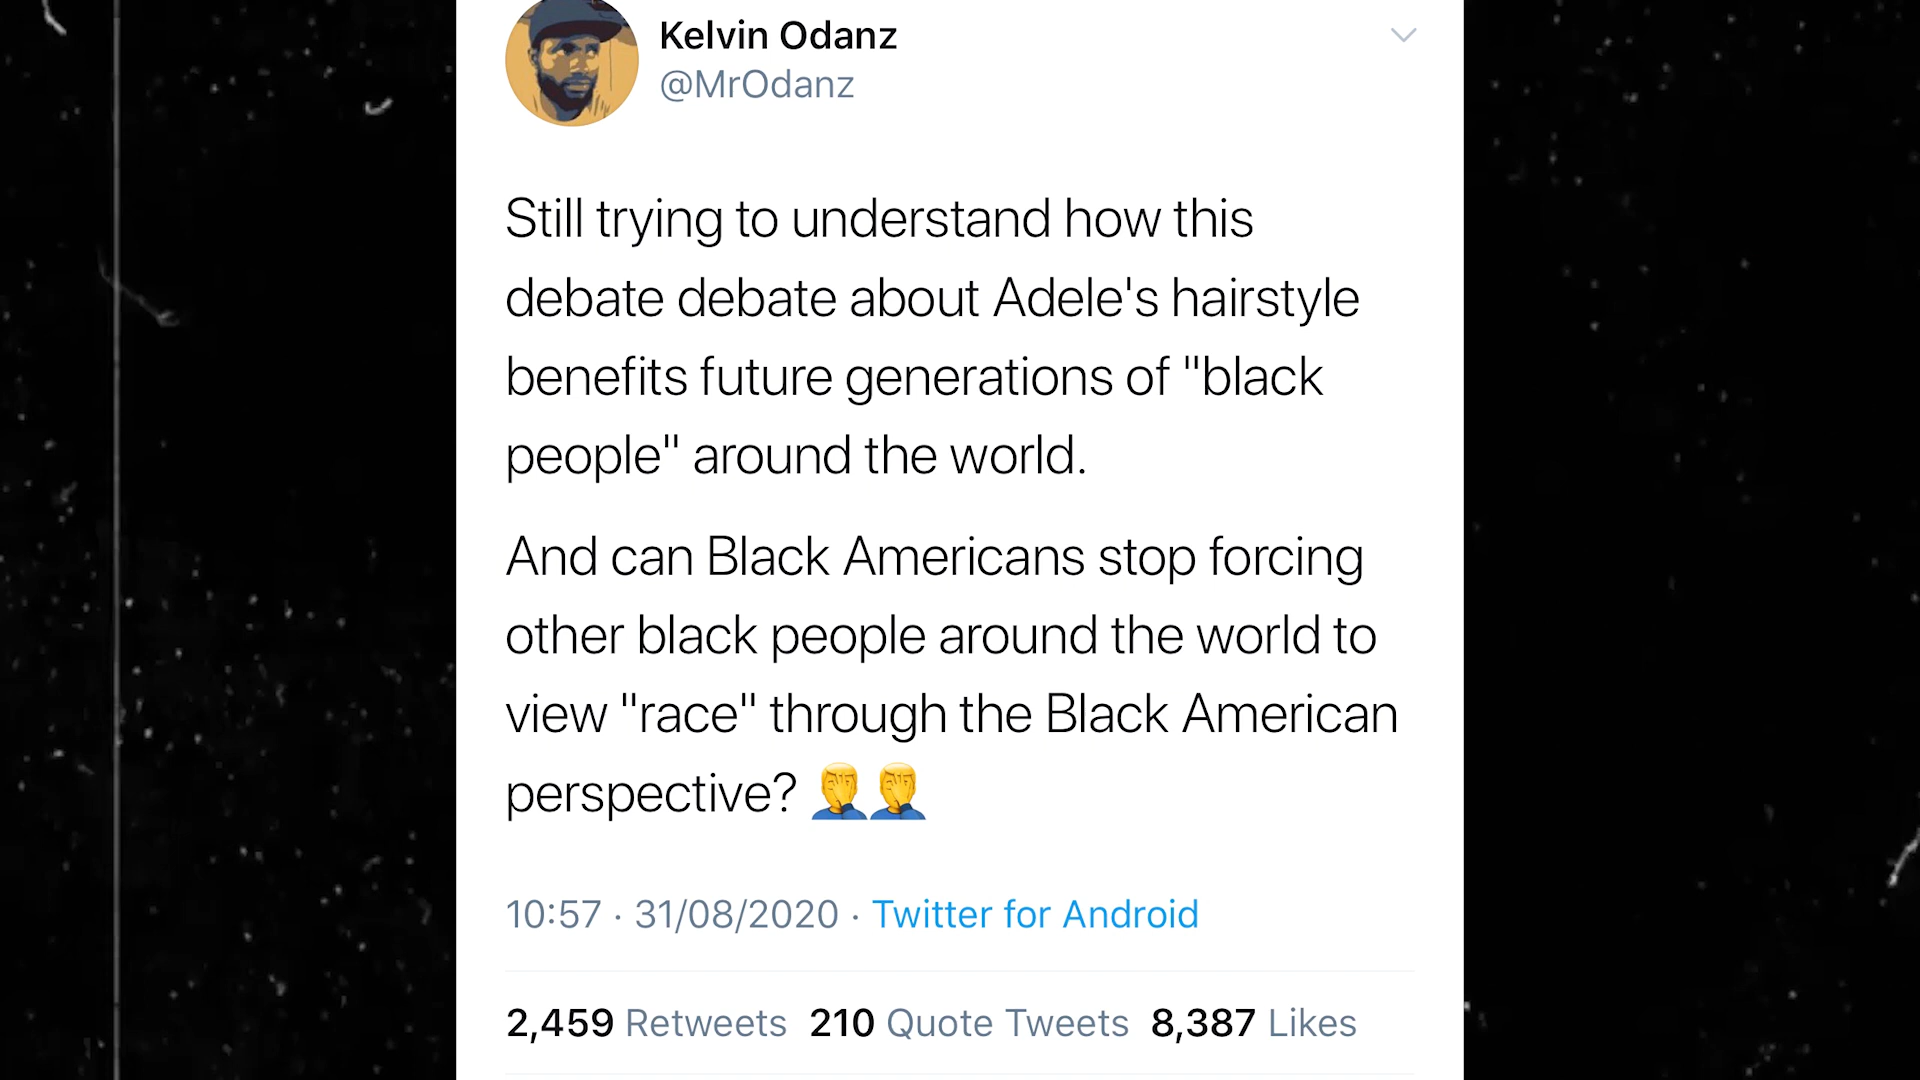 Kelvin Odanz
@MrOdanz
Still trying to understand how this
debate debate about Adele's hairstyle
benefits future generations of "black
people" around the world.
And can Black Americans stop forcing
other black people around the world to
view "race" through the Black American
perspective? 🤦‍♂️🤦‍♂️
10:57 · 31/08/2020 · Twitter for Android
2,459 Retweets 210 Quote Tweets 8,387 Likes